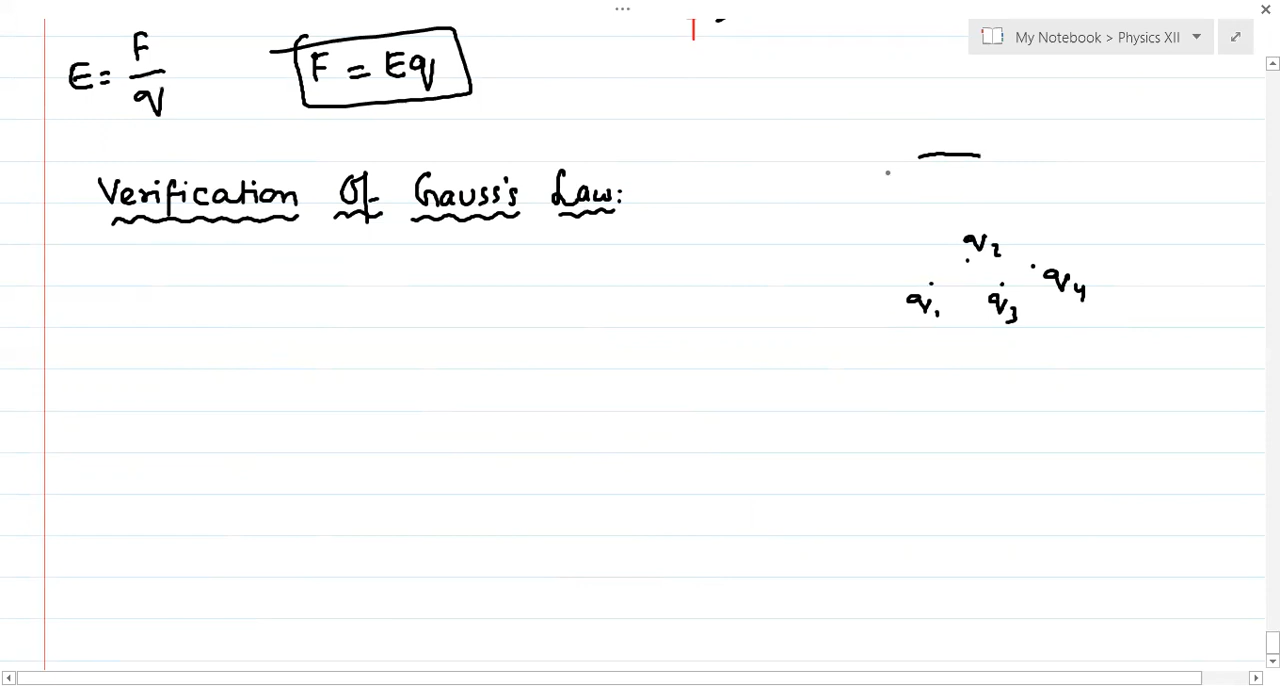 My Notebook > Physics XII
E = F/q
F = Eq
Verification Of Gauss's Law:
q2
q1
q3
q4